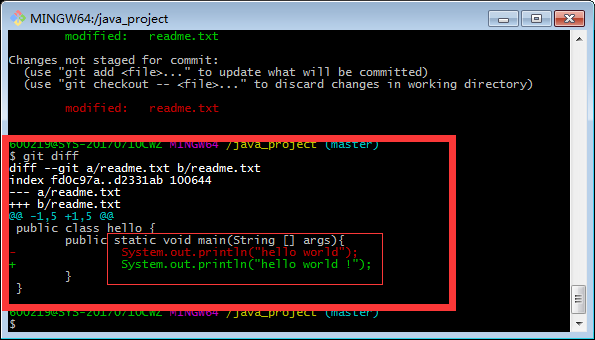 MINGW64:/java_project
modified: readme.txt
Changes not staged for commit:
(use "git add <file>..." to update what will be committed)
(use "git checkout -- <file>..." to discard changes in working directory)
modified: readme.txt
600219@SYS-20170710CWZ MINGW64 /java_project (master)
$ git diff
diff --git a/readme.txt b/readme.txt
index fd0c97a..d2331ab 100644
--- a/readme.txt
+++ b/readme.txt
@@ -1,5 +1,5 @@
public class hello {
public static void main(String [] args){
- System.out.println("hello world");
+ System.out.println("hello world !");
}
}
600219@SYS-20170710CWZ MINGW64 /java_project (master)
$